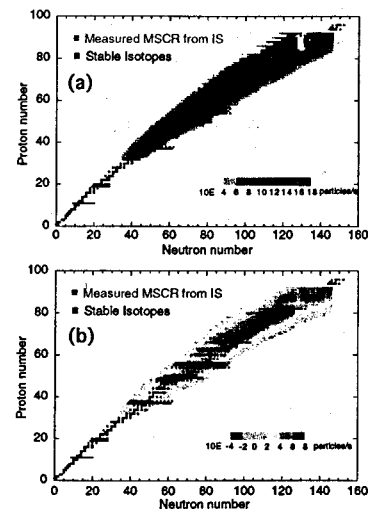 100
80
60
40
20
0
Proton number
Measured MSCR from IS
Stable Isotopes
(a)
10E 4 6 8 10 12 14 16 18 particles/s
0 20 40 60 80 100 120 140 160
Neutron number
100
80
60
40
20
0
Proton number
Measured MSCR from IS
Stable Isotopes
(b)
10E -4 -2 0 2 4 6 8 particles/s
0 20 40 60 80 100 120 140 160
Neutron number